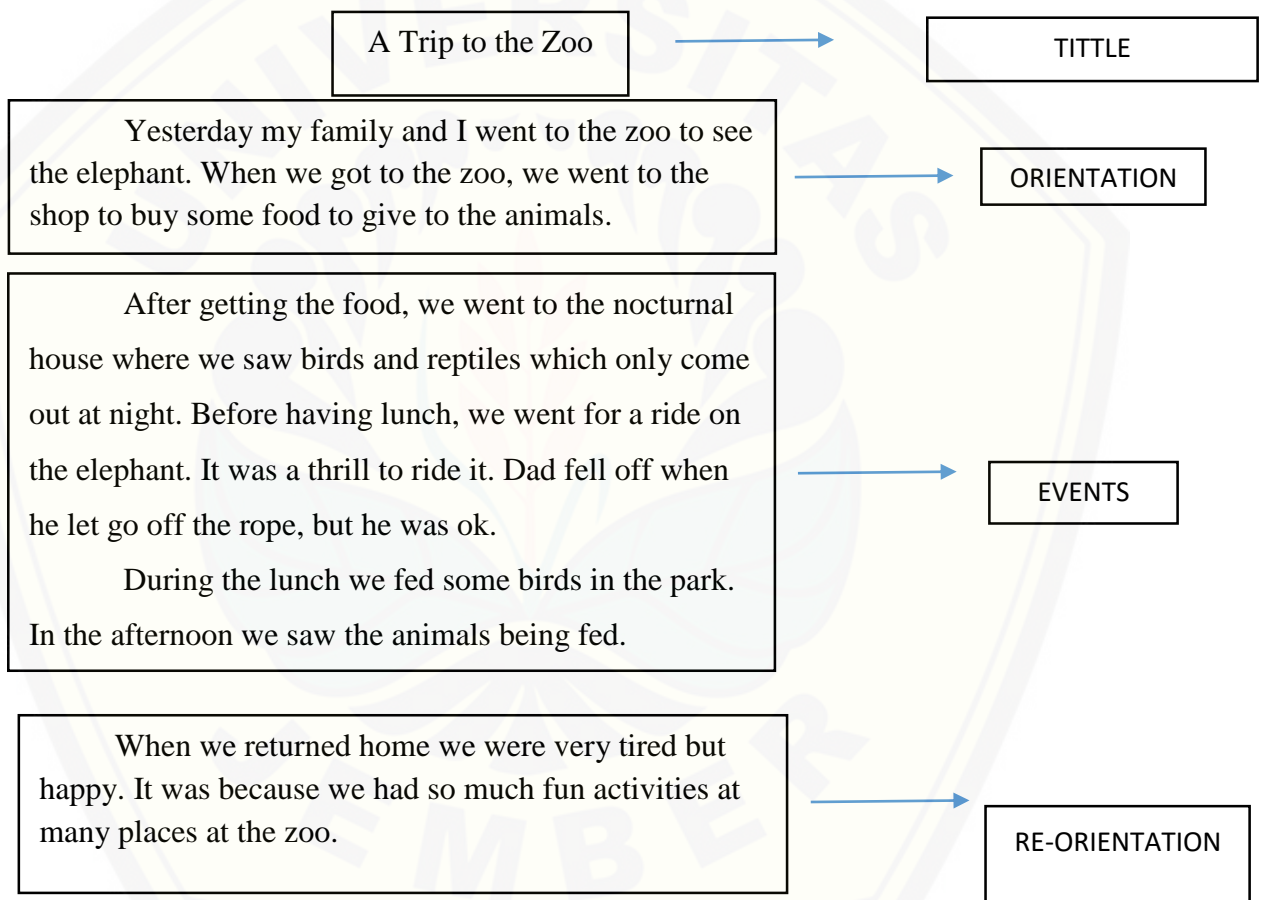 A Trip to the Zoo
TITTLE
Yesterday my family and I went to the zoo to see
the elephant. When we got to the zoo, we went to the
shop to buy some food to give to the animals.
ORIENTATION
After getting the food, we went to the nocturnal
house where we saw birds and reptiles which only come
out at night. Before having lunch, we went for a ride on
the elephant. It was a thrill to ride it. Dad fell off when
he let go off the rope, but he was ok.
During the lunch we fed some birds in the park.
In the afternoon we saw the animals being fed.
EVENTS
When we returned home we were very tired but
happy. It was because we had so much fun activities at
many places at the zoo.
RE-ORIENTATION
UNIVERSITAS
JEMBER